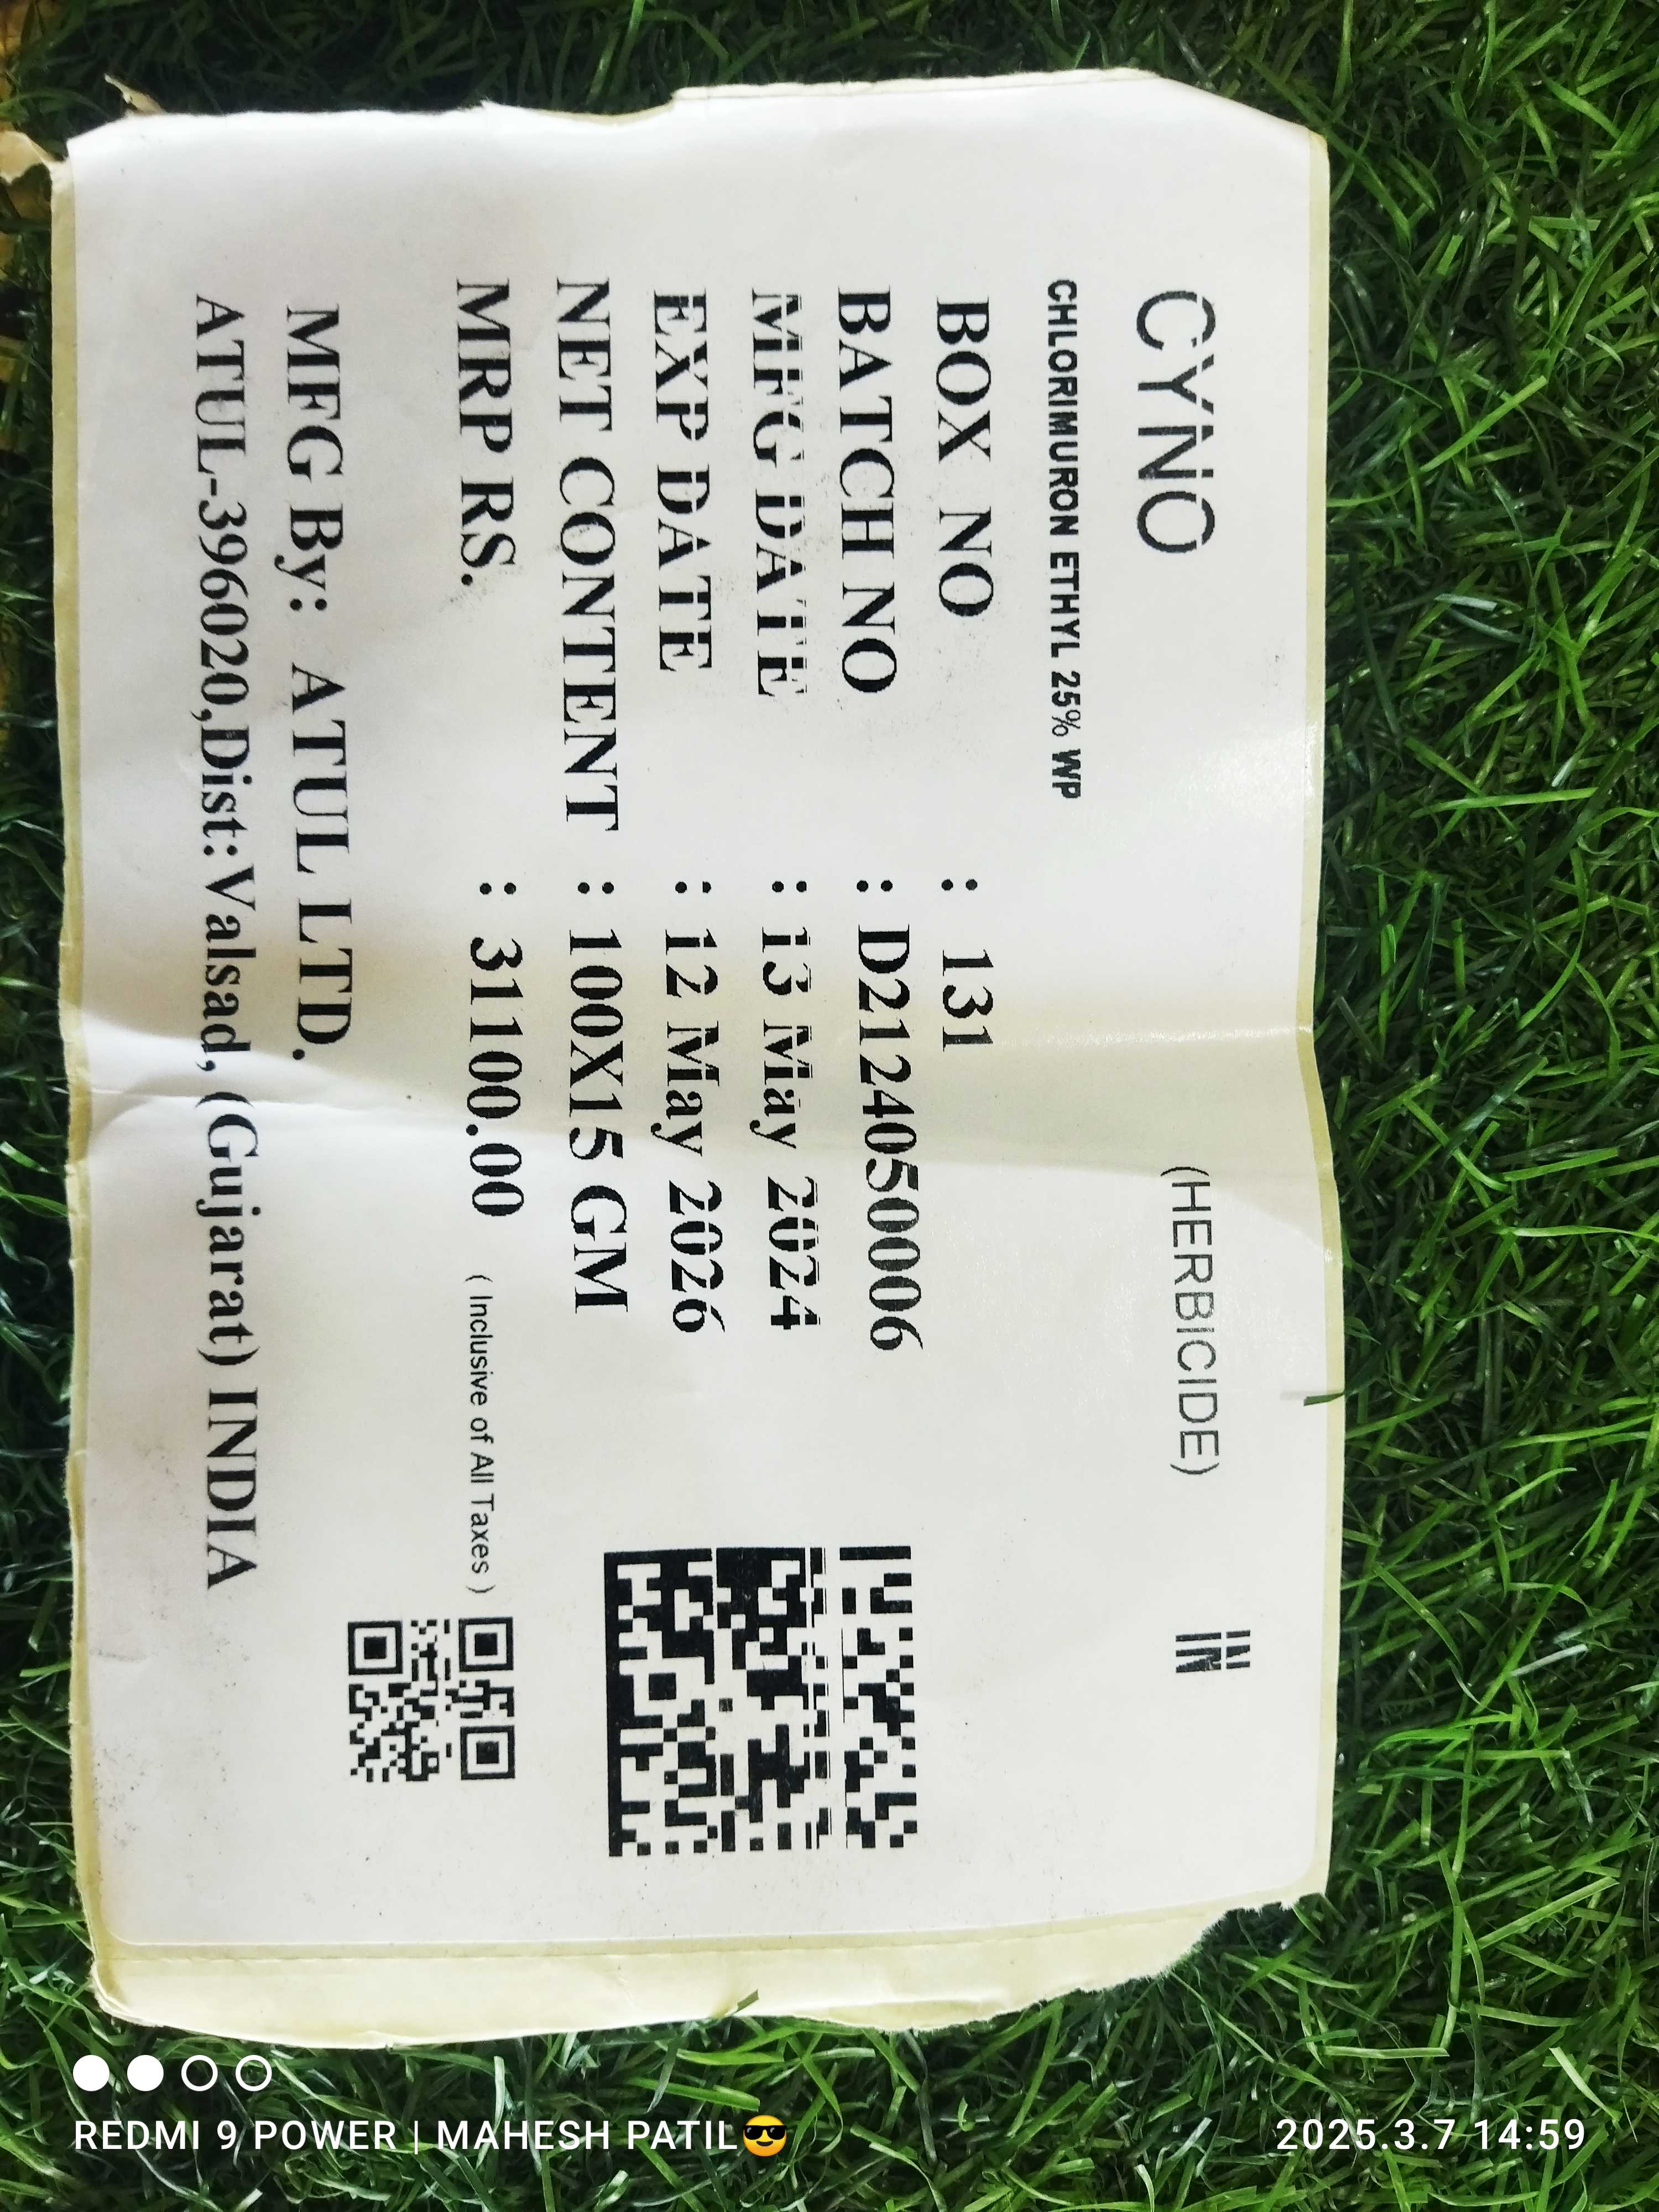 CYNO (HERBICIDE) IN
CHLORIMURON ETHYL 25% WP
BOX NO : 131
BATCH NO : D2124050006
MFG DATE : 13 May 2024
EXP DATE : 12 May 2026
NET CONTENT : 100X15 GM
MRP RS. : 31100.00 ( Inclusive of All Taxes )
MFG By: ATUL LTD.
ATUL-396020,Dist:Valsad, (Gujarat) INDIA
REDMI 9 POWER | MAHESH PATIL😎
2025.3.7 14:59